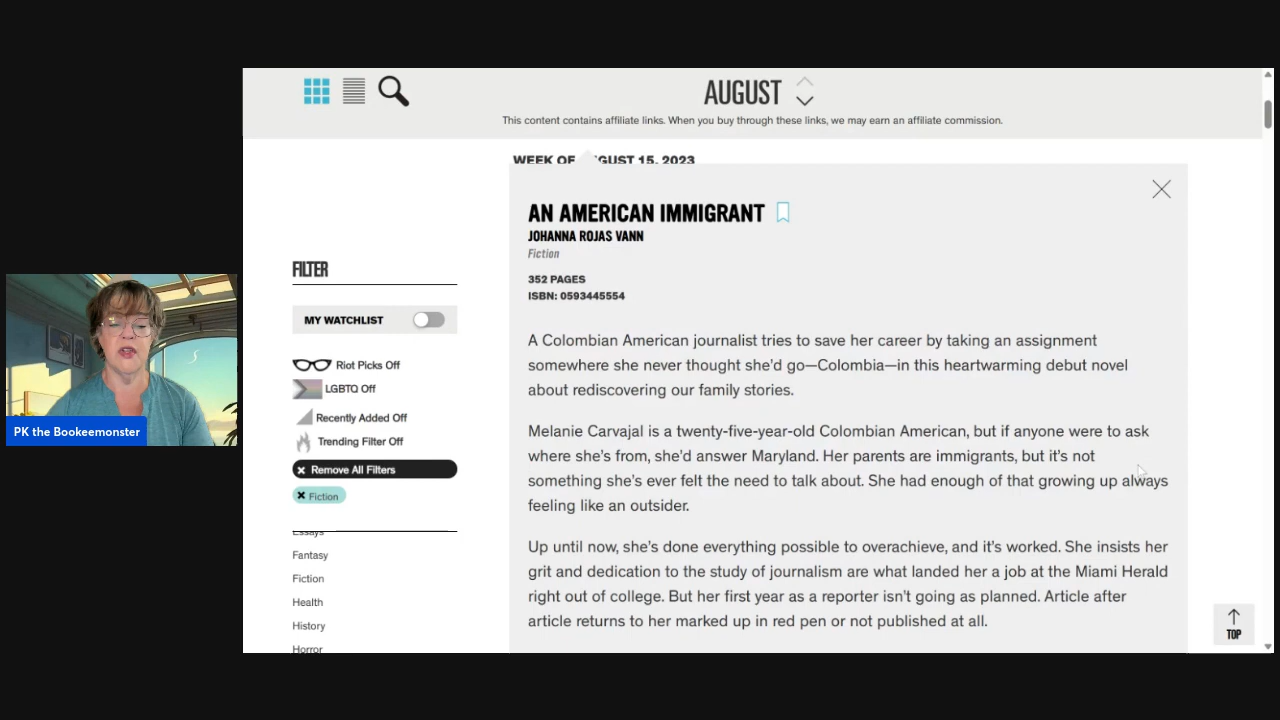 AUGUST
This content contains affiliate links. When you buy through these links, we may earn an affiliate commission.
WEEK OF AUGUST 15, 2023
AN AMERICAN IMMIGRANT
JOHANNA ROJAS VANN
Fiction
352 PAGES
ISBN: 0593445554
A Colombian American journalist tries to save her career by taking an assignment
somewhere she never thought she'd go—Colombia—in this heartwarming debut novel
about rediscovering our family stories.
Melanie Carvajal is a twenty-five-year-old Colombian American, but if anyone were to ask
where she's from, she'd answer Maryland. Her parents are immigrants, but it's not
something she's ever felt the need to talk about. She had enough of that growing up always
feeling like an outsider.
Up until now, she's done everything possible to overachieve, and it's worked. She insists her
grit and dedication to the study of journalism are what landed her a job at the Miami Herald
right out of college. But her first year as a reporter isn't going as planned. Article after
article returns to her marked up in red pen or not published at all.
FILTER
MY WATCHLIST
Riot Picks Off
LGBTQ Off
Recently Added Off
Trending Filter Off
× Remove All Filters
× Fiction
Essays
Fantasy
Fiction
Health
History
Horror
TOP
PK the Bookeemonster